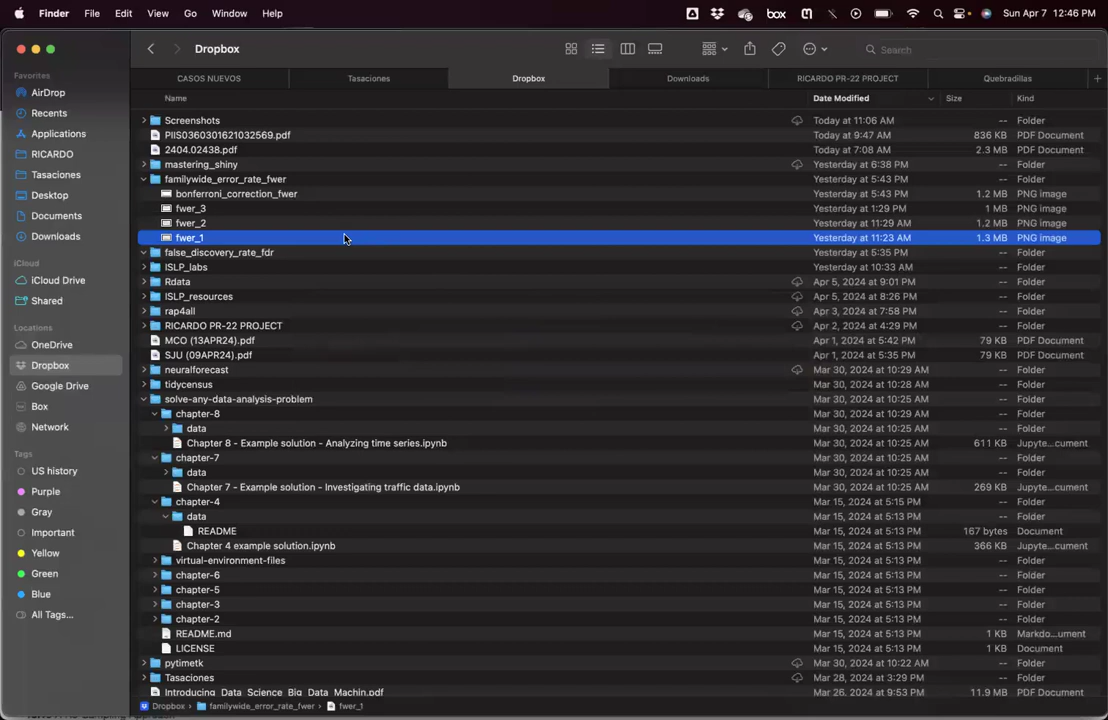 Finder File Edit View Go Window Help box Sun Apr 7 12:46 PM
Dropbox Search
CASOS NUEVOS Tasaciones Dropbox Downloads RICARDO PR-22 PROJECT Quebradillas +
Favorites
AirDrop
Recents
Applications
RICARDO
Tasaciones
Desktop
Documents
Downloads
iCloud
iCloud Drive
Shared
Locations
OneDrive
Dropbox
Google Drive
Box
Network
Tags
US history
Purple
Gray
Important
Yellow
Green
Blue
All Tags...
Name Date Modified Size Kind
Screenshots Today at 11:06 AM -- Folder
PIIS0360301621032569.pdf Today at 9:47 AM 836 KB PDF Document
2404.02438.pdf Today at 7:08 AM 2.3 MB PDF Document
mastering_shiny Yesterday at 6:38 PM -- Folder
familywide_error_rate_fwer Yesterday at 5:43 PM -- Folder
bonferroni_correction_fwer Yesterday at 5:43 PM 1.2 MB PNG image
fwer_3 Yesterday at 1:29 PM 1 MB PNG image
fwer_2 Yesterday at 11:29 AM 1.2 MB PNG image
fwer_1 Yesterday at 11:23 AM 1.3 MB PNG image
false_discovery_rate_fdr Yesterday at 5:35 PM -- Folder
ISLP_labs Yesterday at 10:33 AM -- Folder
Rdata Apr 5, 2024 at 9:01 PM -- Folder
ISLP_resources Apr 5, 2024 at 8:26 PM -- Folder
rap4all Apr 3, 2024 at 7:58 PM -- Folder
RICARDO PR-22 PROJECT Apr 2, 2024 at 4:29 PM -- Folder
MCO (13APR24).pdf Apr 1, 2024 at 5:42 PM 79 KB PDF Document
SJU (09APR24).pdf Apr 1, 2024 at 5:35 PM 79 KB PDF Document
neuralforecast Mar 30, 2024 at 10:29 AM -- Folder
tidycensus Mar 30, 2024 at 10:28 AM -- Folder
solve-any-data-analysis-problem Mar 30, 2024 at 10:25 AM -- Folder
chapter-8 Mar 30, 2024 at 10:29 AM -- Folder
data Mar 30, 2024 at 10:25 AM -- Folder
Chapter 8 - Example solution - Analyzing time series.ipynb Mar 30, 2024 at 10:25 AM 611 KB Jupyte...cument
chapter-7 Mar 30, 2024 at 10:25 AM -- Folder
data Mar 30, 2024 at 10:25 AM -- Folder
Chapter 7 - Example solution - Investigating traffic data.ipynb Mar 30, 2024 at 10:25 AM 269 KB Jupyte...cument
chapter-4 Mar 15, 2024 at 5:15 PM -- Folder
data Mar 15, 2024 at 5:13 PM -- Folder
README Mar 15, 2024 at 5:13 PM 167 bytes Document
Chapter 4 example solution.ipynb Mar 15, 2024 at 5:13 PM 366 KB Jupyte...cument
virtual-environment-files Mar 15, 2024 at 5:13 PM -- Folder
chapter-6 Mar 15, 2024 at 5:13 PM -- Folder
chapter-5 Mar 15, 2024 at 5:13 PM -- Folder
chapter-3 Mar 15, 2024 at 5:13 PM -- Folder
chapter-2 Mar 15, 2024 at 5:13 PM -- Folder
README.md Mar 15, 2024 at 5:13 PM 1 KB Markdo...ument
LICENSE Mar 15, 2024 at 5:13 PM 1 KB Document
pytimetk Mar 30, 2024 at 10:22 AM -- Folder
Tasaciones Mar 28, 2024 at 11:29 AM -- Folder
Introducing_Data_Science_Big_Data_Machin.pdf Mar 26, 2024 at 9:53 PM 11.9 MB PDF Document
Dropbox > familywide_error_rate_fwer > fwer_1